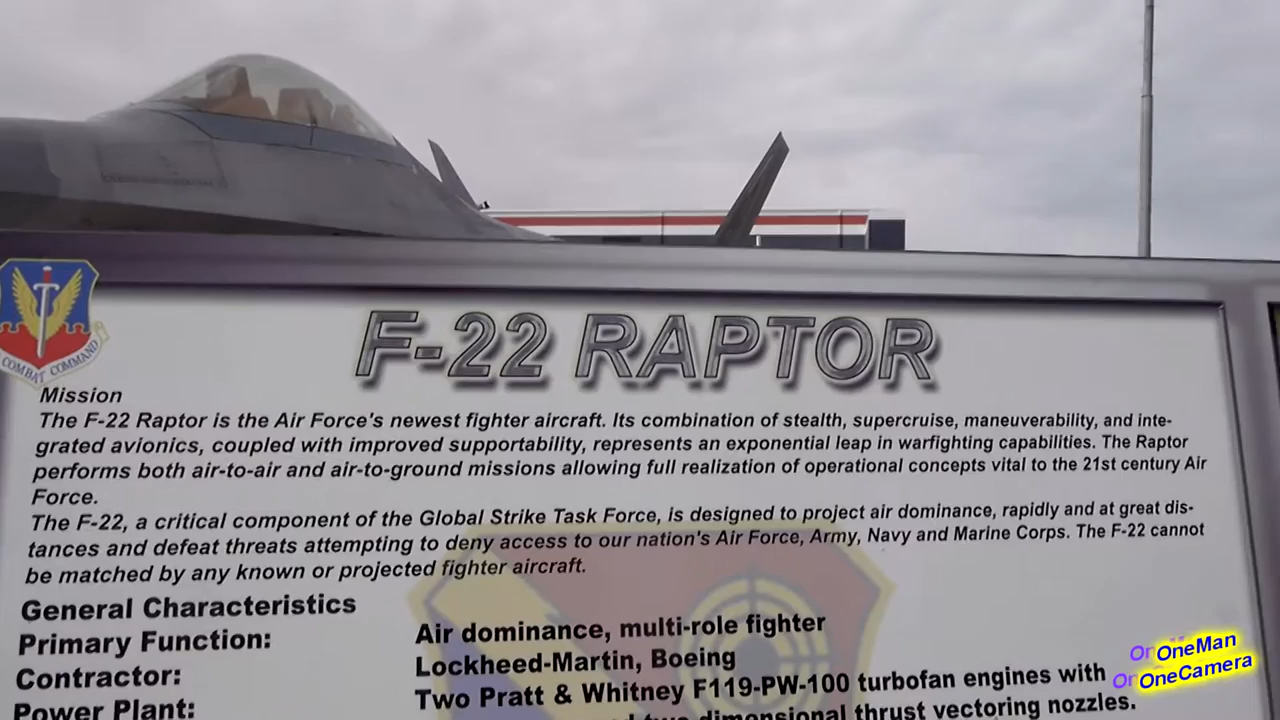 F-22 RAPTOR
COMBAT COMMAND
Mission
The F-22 Raptor is the Air Force's newest fighter aircraft. Its combination of stealth, supercruise, maneuverability, and inte-
grated avionics, coupled with improved supportability, represents an exponential leap in warfighting capabilities. The Raptor
performs both air-to-air and air-to-ground missions allowing full realization of operational concepts vital to the 21st century Air
Force.
The F-22, a critical component of the Global Strike Task Force, is designed to project air dominance, rapidly and at great dis-
tances and defeat threats attempting to deny access to our nation's Air Force, Army, Navy and Marine Corps. The F-22 cannot
be matched by any known or projected fighter aircraft.
General Characteristics
Primary Function: Air dominance, multi-role fighter
Contractor: Lockheed-Martin, Boeing
Power Plant: Two Pratt & Whitney F119-PW-100 turbofan engines with
two dimensional thrust vectoring nozzles.
OneMan
OneCamera